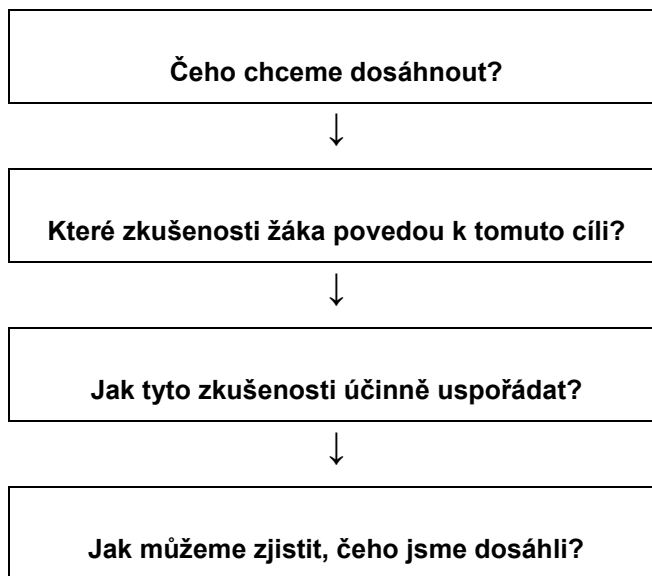 Čeho chceme dosáhnout?
↓
Které zkušenosti žáka povedou k tomuto cíli?
↓
Jak tyto zkušenosti účinně uspořádat?
↓
Jak můžeme zjistit, čeho jsme dosáhli?